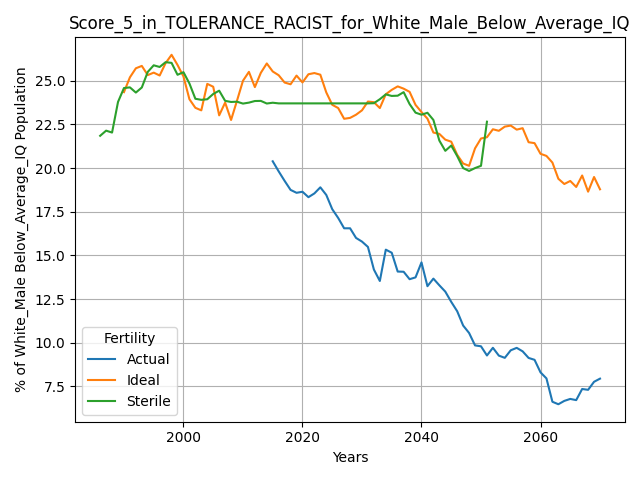 Score_5_in_TOLERANCE_RACIST_for_White_Male_Below_Average_IQ
% of White_Male Below_Average_IQ Population
25.0
22.5
20.0
17.5
15.0
12.5
10.0
7.5
Fertility
Actual
Ideal
Sterile
2000
2020
2040
2060
Years